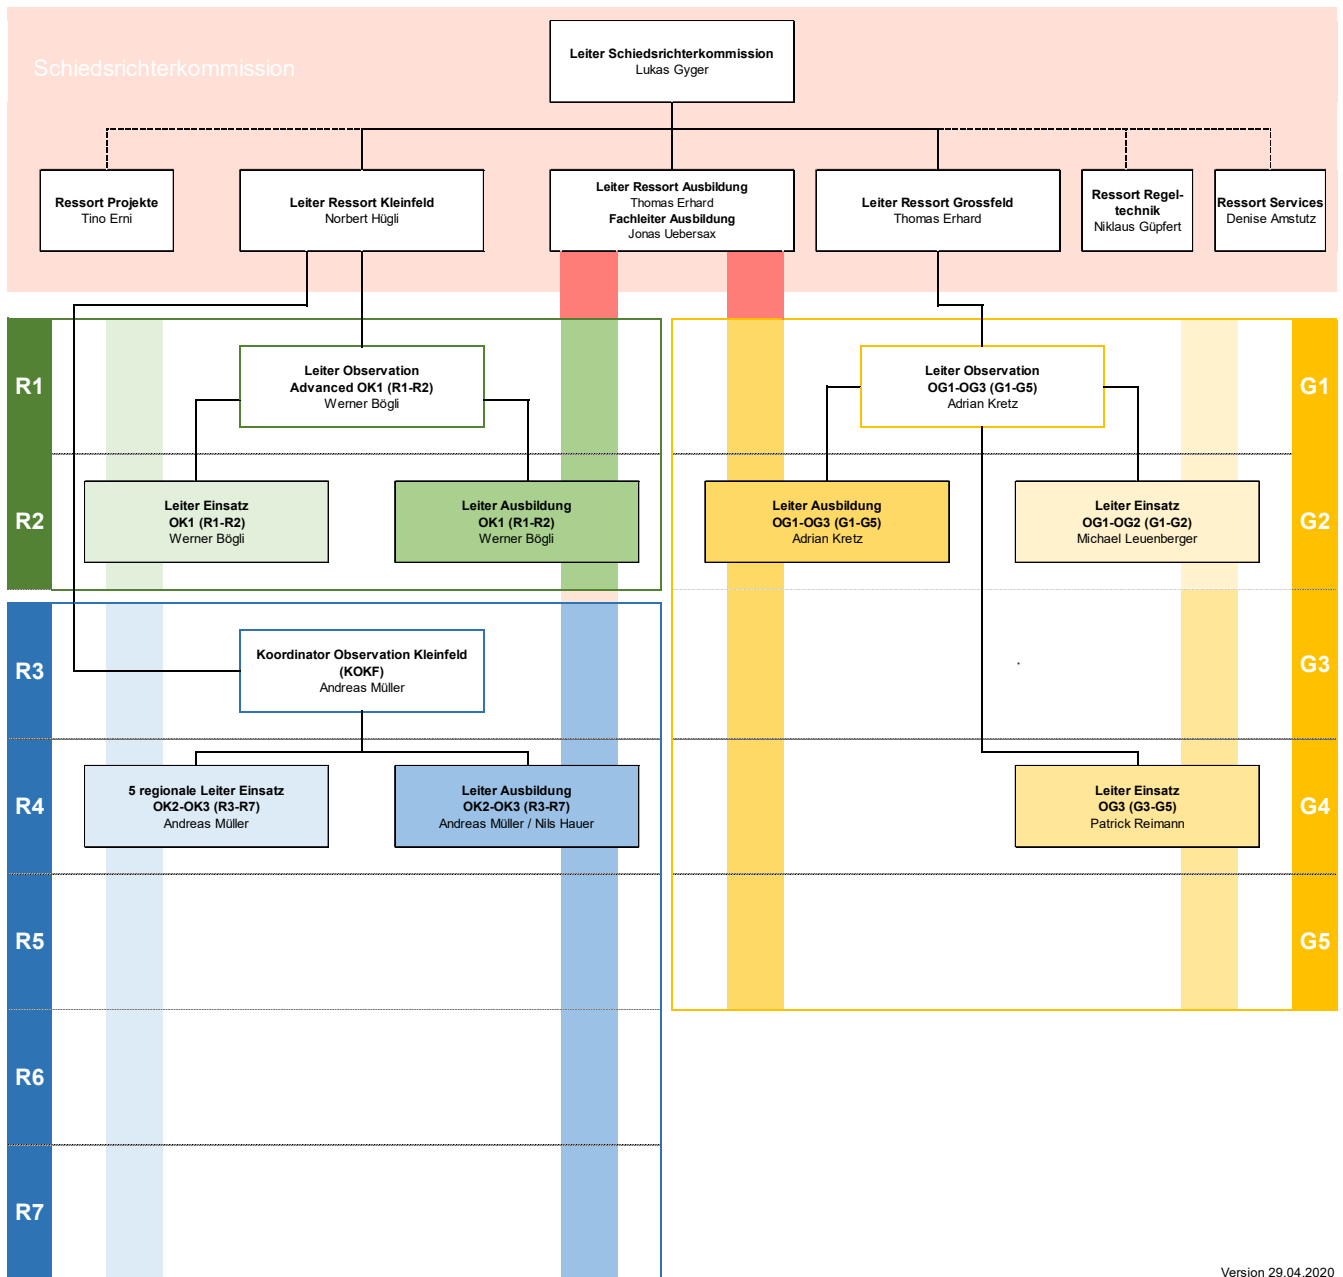 Schiedsrichterkommission
Leiter Schiedsrichterkommission
Lukas Gyger
Ressort Projekte
Tino Erni
Leiter Ressort Kleinfeld
Norbert Hügli
Leiter Ressort Ausbildung
Thomas Erhard
Fachleiter Ausbildung
Jonas Uebersax
Leiter Ressort Grossfeld
Thomas Erhard
Ressort Regel-
technik
Niklaus Güpfert
Ressort Services
Denise Amstutz
R1
Leiter Observation
Advanced OK1 (R1-R2)
Werner Bögli
Leiter Observation
OG1-OG3 (G1-G5)
Adrian Kretz
G1
R2
Leiter Einsatz
OK1 (R1-R2)
Werner Bögli
Leiter Ausbildung
OK1 (R1-R2)
Werner Bögli
Leiter Ausbildung
OG1-OG3 (G1-G5)
Adrian Kretz
Leiter Einsatz
OG1-OG2 (G1-G2)
Michael Leuenberger
G2
R3
Koordinator Observation Kleinfeld
(KOKF)
Andreas Müller
G3
R4
5 regionale Leiter Einsatz
OK2-OK3 (R3-R7)
Andreas Müller
Leiter Ausbildung
OK2-OK3 (R3-R7)
Andreas Müller / Nils Hauer
Leiter Einsatz
OG3 (G3-G5)
Patrick Reimann
G4
R5
G5
R6
R7
Version 29.04.2020